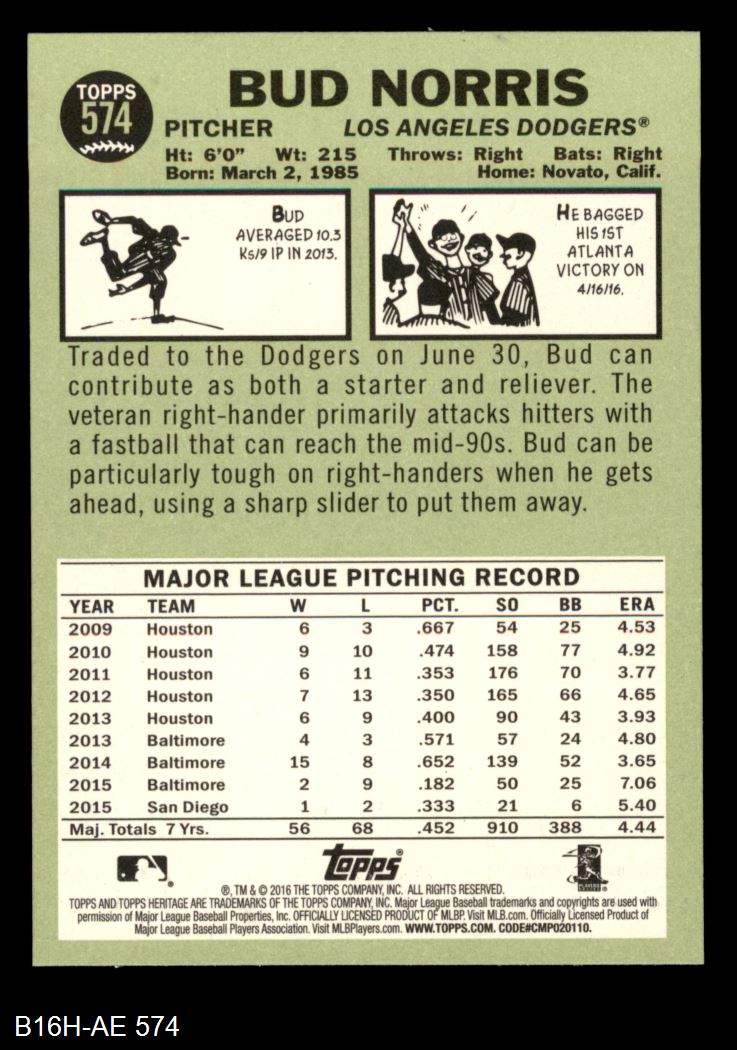 TOPPS
574
BUD NORRIS
PITCHER LOS ANGELES DODGERS®
Ht: 6'0" Wt: 215 Throws: Right Bats: Right
Born: March 2, 1985 Home: Novato, Calif.
BUD
AVERAGED 10.3
Ks/9 IP IN 2013.
HE BAGGED
HIS 1ST
ATLANTA
VICTORY ON
4/16/16.
Traded to the Dodgers on June 30, Bud can
contribute as both a starter and reliever. The
veteran right-hander primarily attacks hitters with
a fastball that can reach the mid-90s. Bud can be
particularly tough on right-handers when he gets
ahead, using a sharp slider to put them away.
MAJOR LEAGUE PITCHING RECORD
YEAR TEAM W L PCT. SO BB ERA
2009 Houston 6 3 .667 54 25 4.53
2010 Houston 9 10 .474 158 77 4.92
2011 Houston 6 11 .353 176 70 3.77
2012 Houston 7 13 .350 165 66 4.65
2013 Houston 6 9 .400 90 43 3.93
2013 Baltimore 4 3 .571 57 24 4.80
2014 Baltimore 15 8 .652 139 52 3.65
2015 Baltimore 2 9 .182 50 25 7.06
2015 San Diego 1 2 .333 21 6 5.40
Maj. Totals 7 Yrs. 56 68 .452 910 388 4.44
Topps®
®, TM & © 2016 THE TOPPS COMPANY, INC. ALL RIGHTS RESERVED.
TOPPS AND TOPPS HERITAGE ARE TRADEMARKS OF THE TOPPS COMPANY, INC. Major League Baseball trademarks and copyrights are used with
permission of Major League Baseball Properties, Inc. OFFICIALLY LICENSED PRODUCT OF MLBP. Visit MLB.com. Officially Licensed Product of
Major League Baseball Players Association. Visit MLBPlayers.com. WWW.TOPPS.COM. CODE#CMP020110.
B16H-AE 574